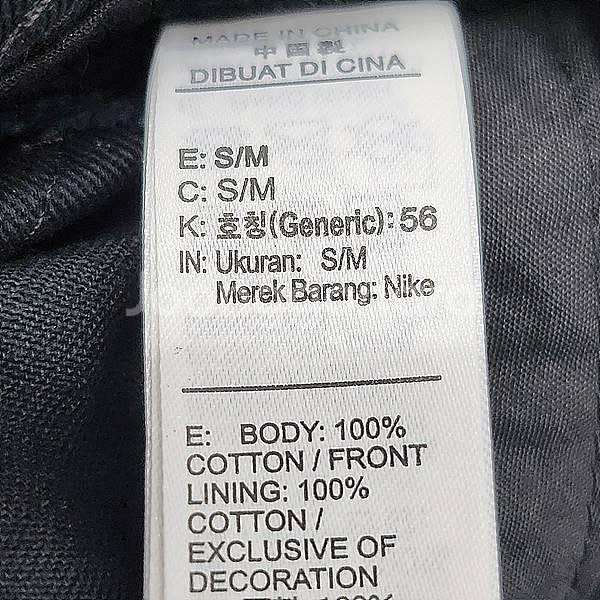 MADE IN CHINA
中国製
DIBUAT DI CINA
E: S/M
C: S/M
K: 호칭(Generic): 56
IN: Ukuran: S/M
Merek Barang: Nike
E: BODY: 100%
COTTON / FRONT
LINING: 100%
COTTON /
EXCLUSIVE OF
DECORATION